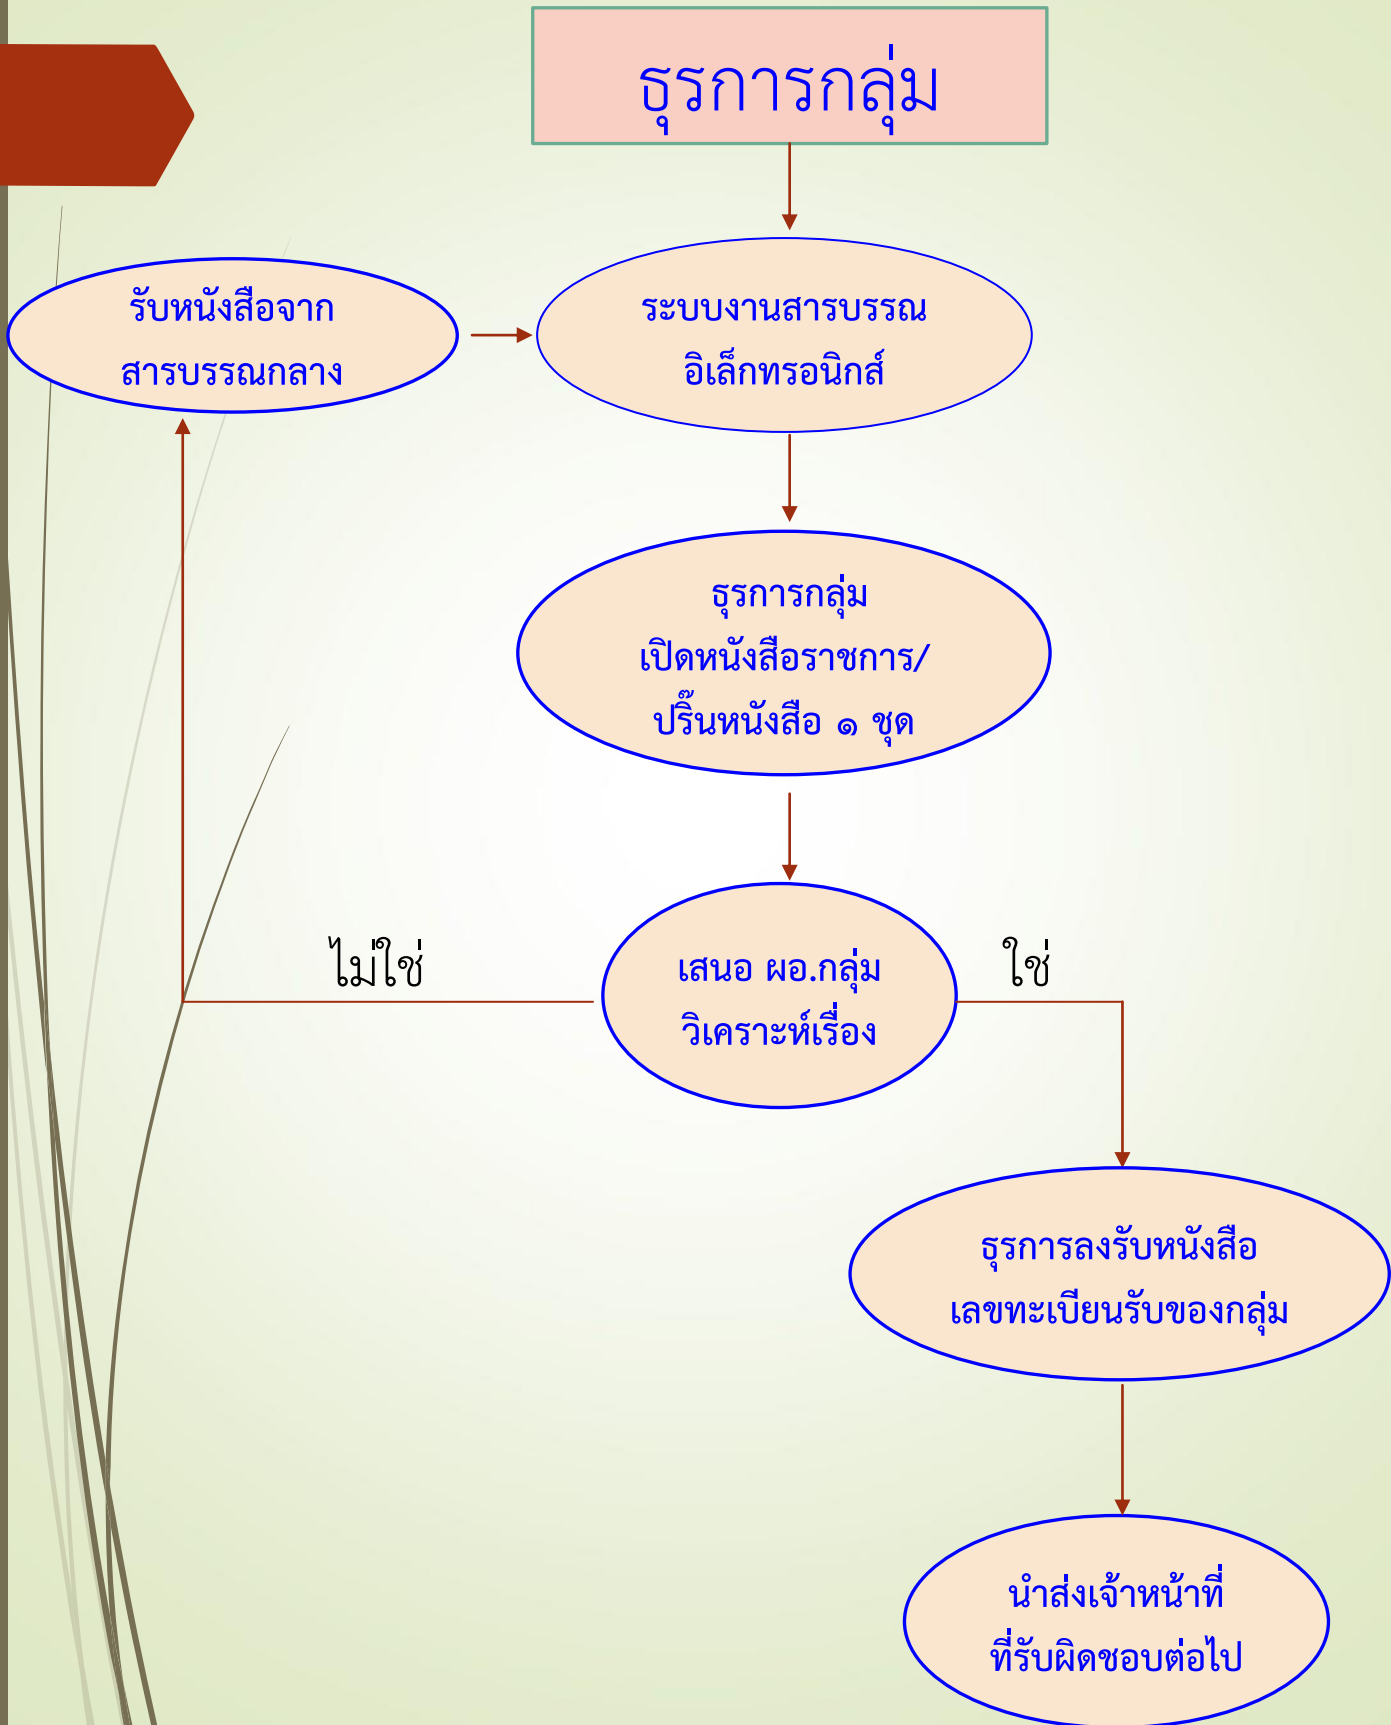 ธุรการกลุ่ม
รับหนังสือจาก
สารบรรณกลาง
ระบบงานสารบรรณ
อิเล็กทรอนิกส์
ธุรการกลุ่ม
เปิดหนังสือราชการ/
ปริ๊นหนังสือ ๑ ชุด
ไม่ใช่
เสนอ ผอ.กลุ่ม
วิเคราะห์เรื่อง
ใช่
ธุรการลงรับหนังสือ
เลขทะเบียนรับของกลุ่ม
นำส่งเจ้าหน้าที่
ที่รับผิดชอบต่อไป